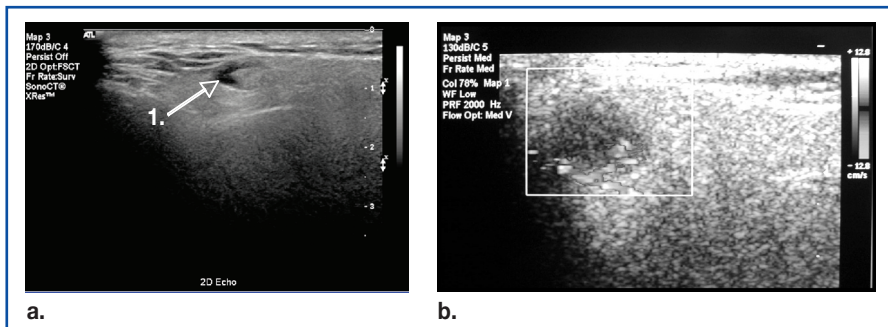 Map 3
170dB/C 4
Persist Off
2D Opt:FSCT
Fr Rate:Surv
SonoCT®
XRes™
ATL
0
1
2
3
x
x
1.
2D Echo
a.
Map 3
130dB/C 5
Persist Med
Fr Rate Med
Col 78% Map 1
WF Low
PRF 2000 Hz
Flow Opt: Med V
+ 12.8
- 12.8
cm/s
b.